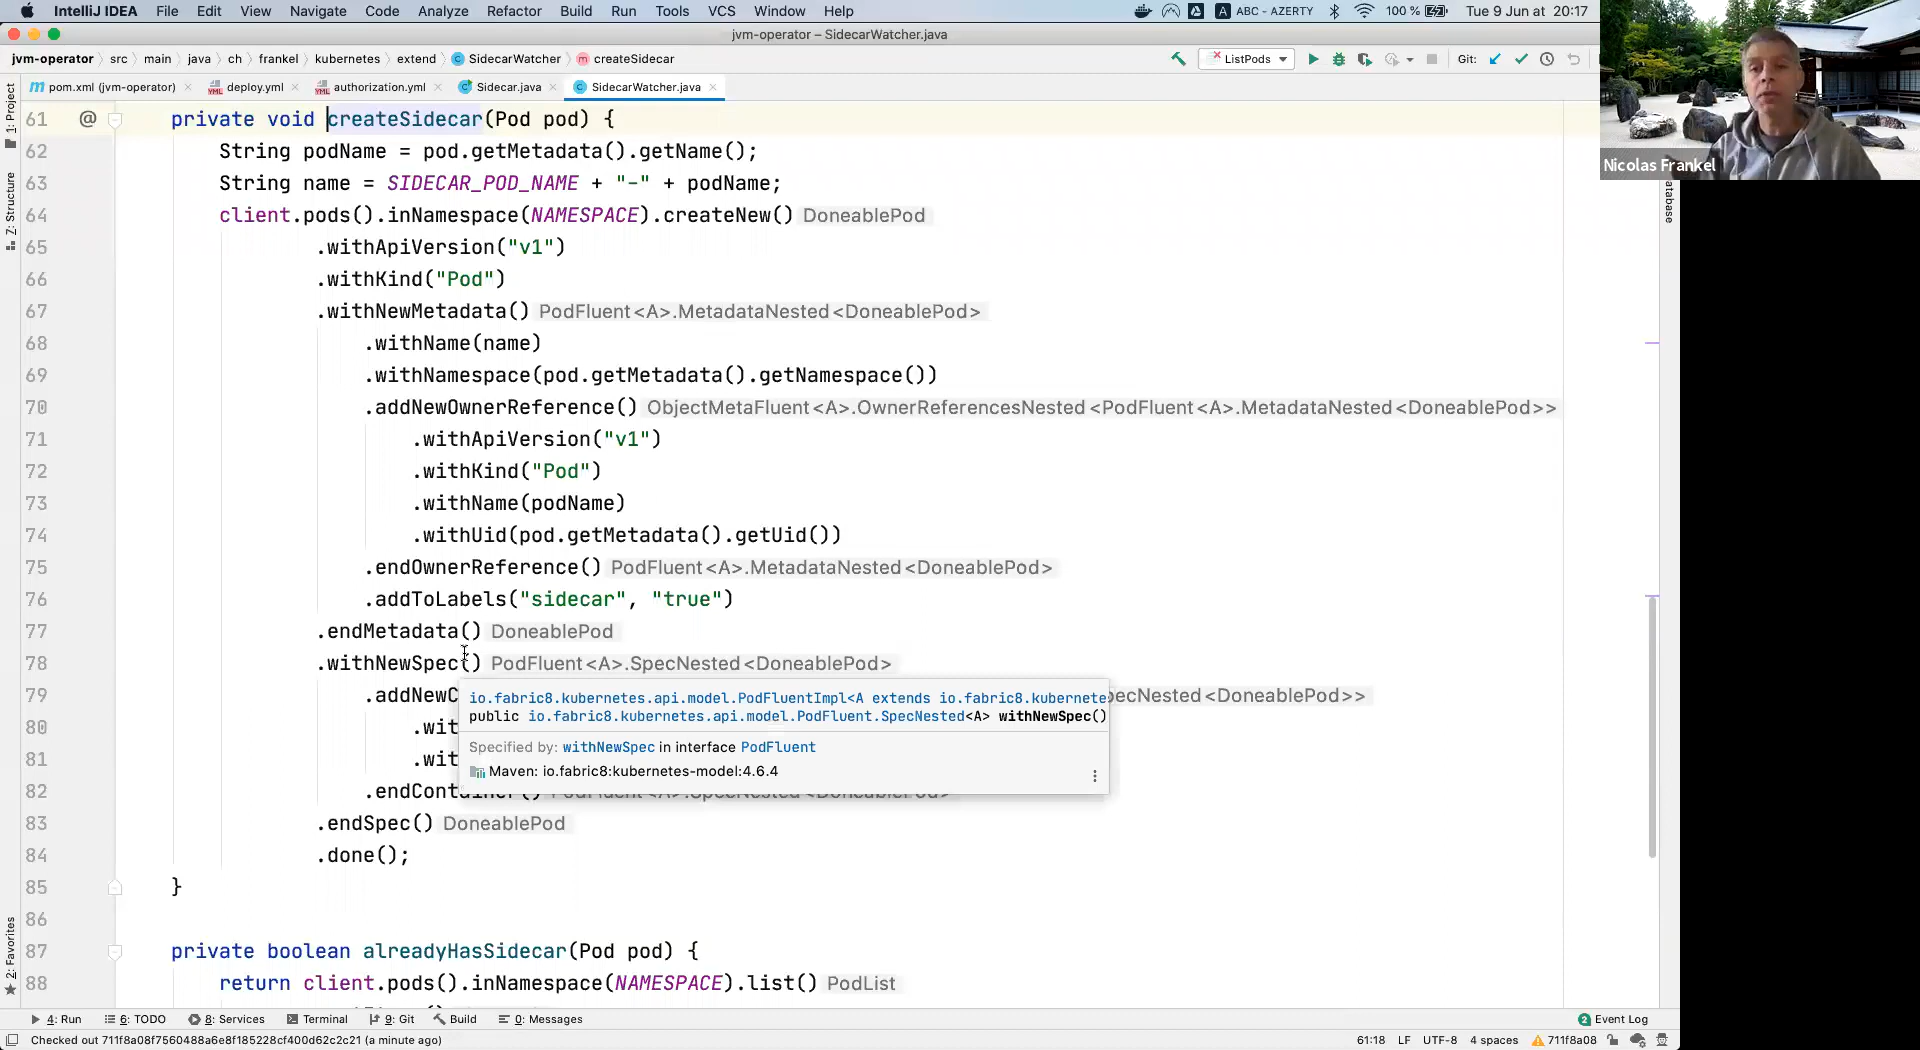 IntelliJ IDEA File Edit View Navigate Code Analyze Refactor Build Run Tools VCS Window Help A ABC - AZERTY 100 % Tue 9 Jun at 20:17
jvm-operator – SidecarWatcher.java
jvm-operator src main java ch frankel kubernetes extend SidecarWatcher createSidecar ListPods Git:
pom.xml (jvm-operator) deploy.yml authorization.yml Sidecar.java SidecarWatcher.java
1: Project
Z: Structure
2: Favorites
61 @ private void createSidecar(Pod pod) {
62 String podName = pod.getMetadata().getName();
63 String name = SIDECAR_POD_NAME + "-" + podName;
64 client.pods().inNamespace(NAMESPACE).createNew() DoneablePod
65 .withApiVersion("v1")
66 .withKind("Pod")
67 .withNewMetadata() PodFluent<A>.MetadataNested<DoneablePod>
68 .withName(name)
69 .withNamespace(pod.getMetadata().getNamespace())
70 .addNewOwnerReference() ObjectMetaFluent<A>.OwnerReferencesNested<PodFluent<A>.MetadataNested<DoneablePod>>
71 .withApiVersion("v1")
72 .withKind("Pod")
73 .withName(podName)
74 .withUid(pod.getMetadata().getUid())
75 .endOwnerReference() PodFluent<A>.MetadataNested<DoneablePod>
76 .addToLabels("sidecar", "true")
77 .endMetadata() DoneablePod
78 .withNewSpec() PodFluent<A>.SpecNested<DoneablePod>
79 .addNewC pecNested<DoneablePod>>
io.fabric8.kubernetes.api.model.PodFluentImpl<A extends io.fabric8.kubernete
public io.fabric8.kubernetes.api.model.PodFluent.SpecNested<A> withNewSpec()
Specified by: withNewSpec in interface PodFluent
Maven: io.fabric8:kubernetes-model:4.6.4
80 .wit
81 .wit
82 .endContainer() PodFluent<A>.SpecNested<DoneablePod>
83 .endSpec() DoneablePod
84 .done();
85 }
86
87 private boolean alreadyHasSidecar(Pod pod) {
88 return client.pods().inNamespace(NAMESPACE).list() PodList
Nicolas Frankel
atabase
4: Run 6: TODO 8: Services Terminal 9: Git Build 0: Messages 2 Event Log
Checked out 711f8a08f7560488a6e8f185228cf400d62c2c21 (a minute ago) 61:18 LF UTF-8 4 spaces 711f8a08